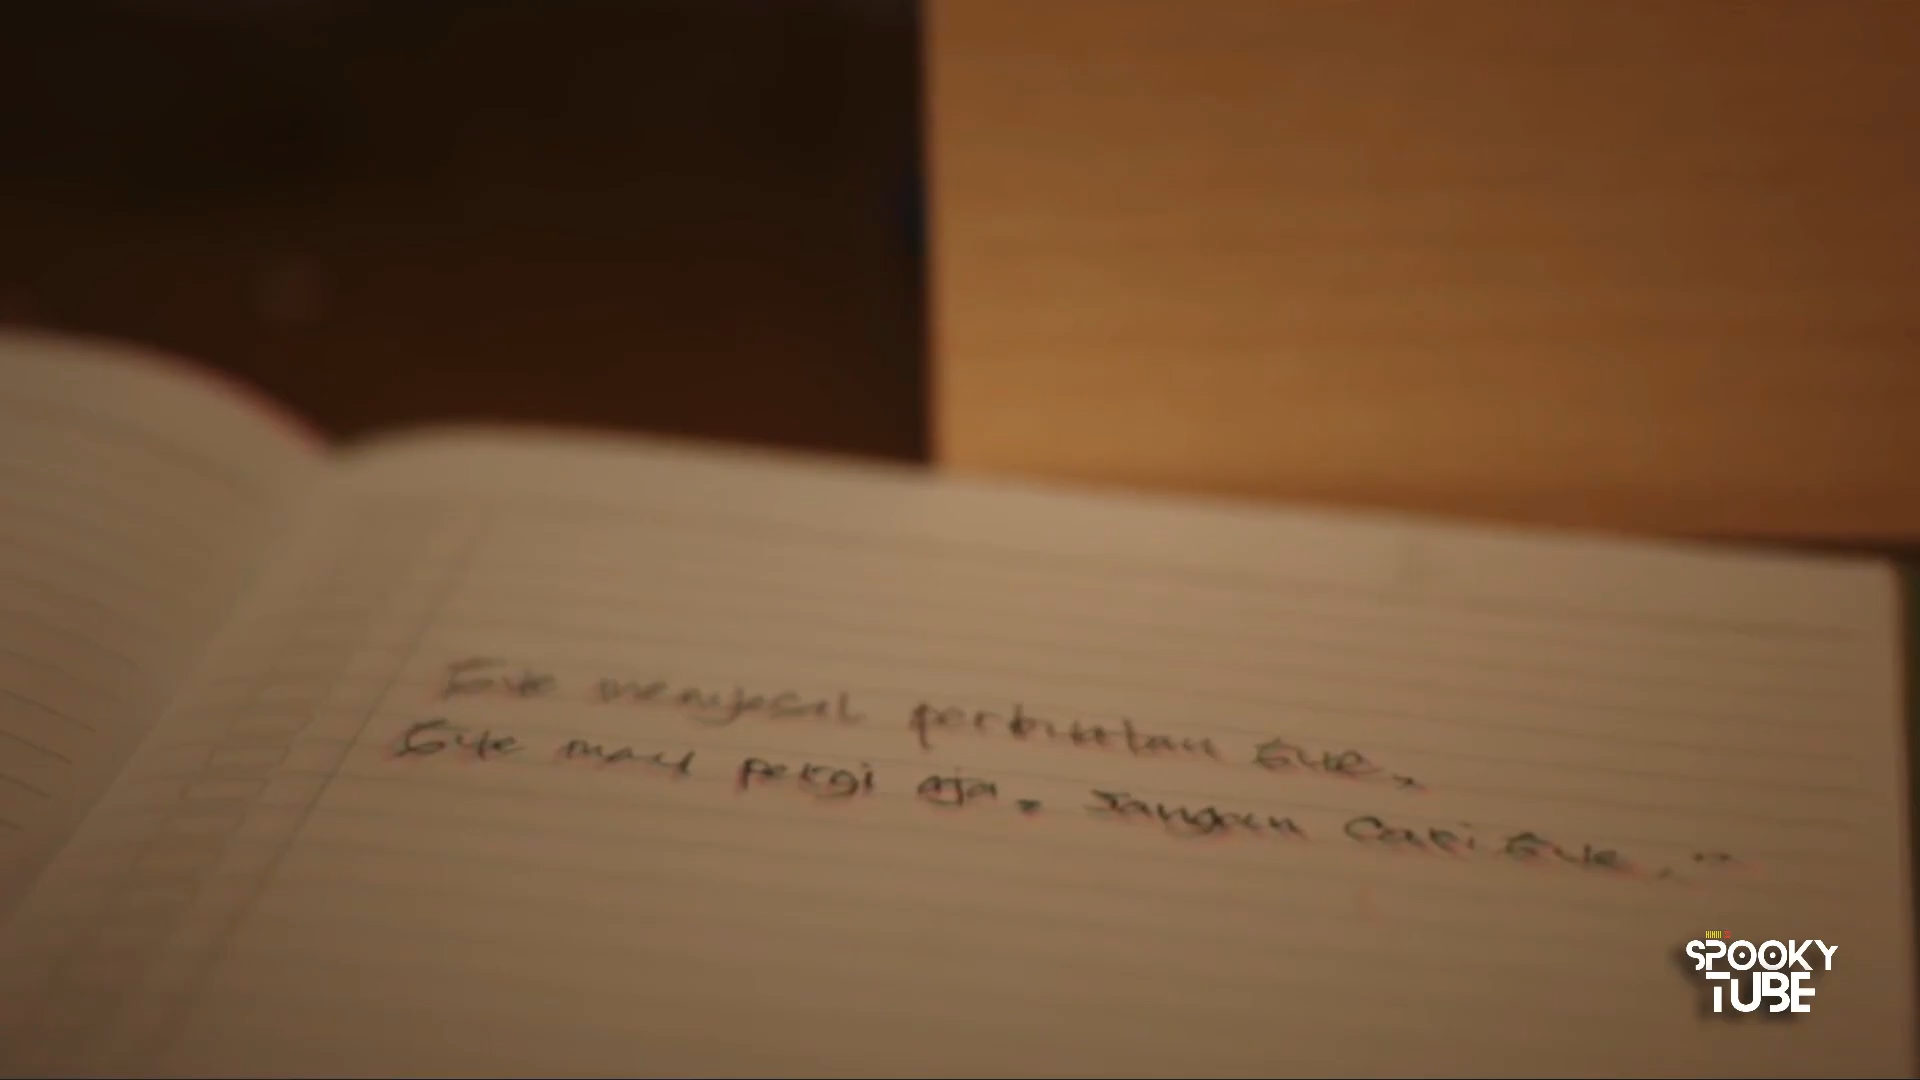 Gue menyesal perbuatan Gue,
Gue mau pergi aja. Jangan Cari Gue."
SPOOKY
TUBE